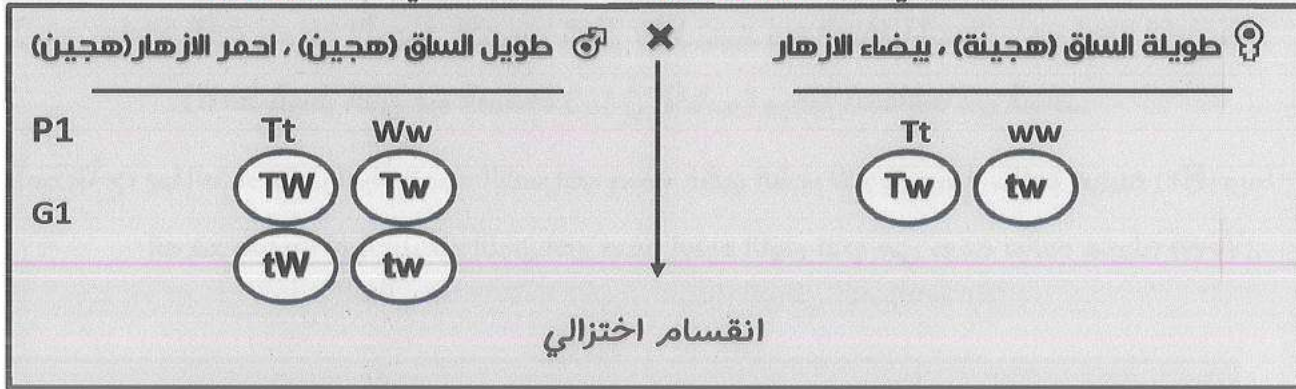 ♀ طويلة الساق (هجينة) ، بيضاء الازهار × ♂ طويل الساق (هجين) ، احمر الازهار(هجين)
P1 Tt Ww Tt ww
TW Tw Tw tw
G1
tW tw
انقسام اختزالي